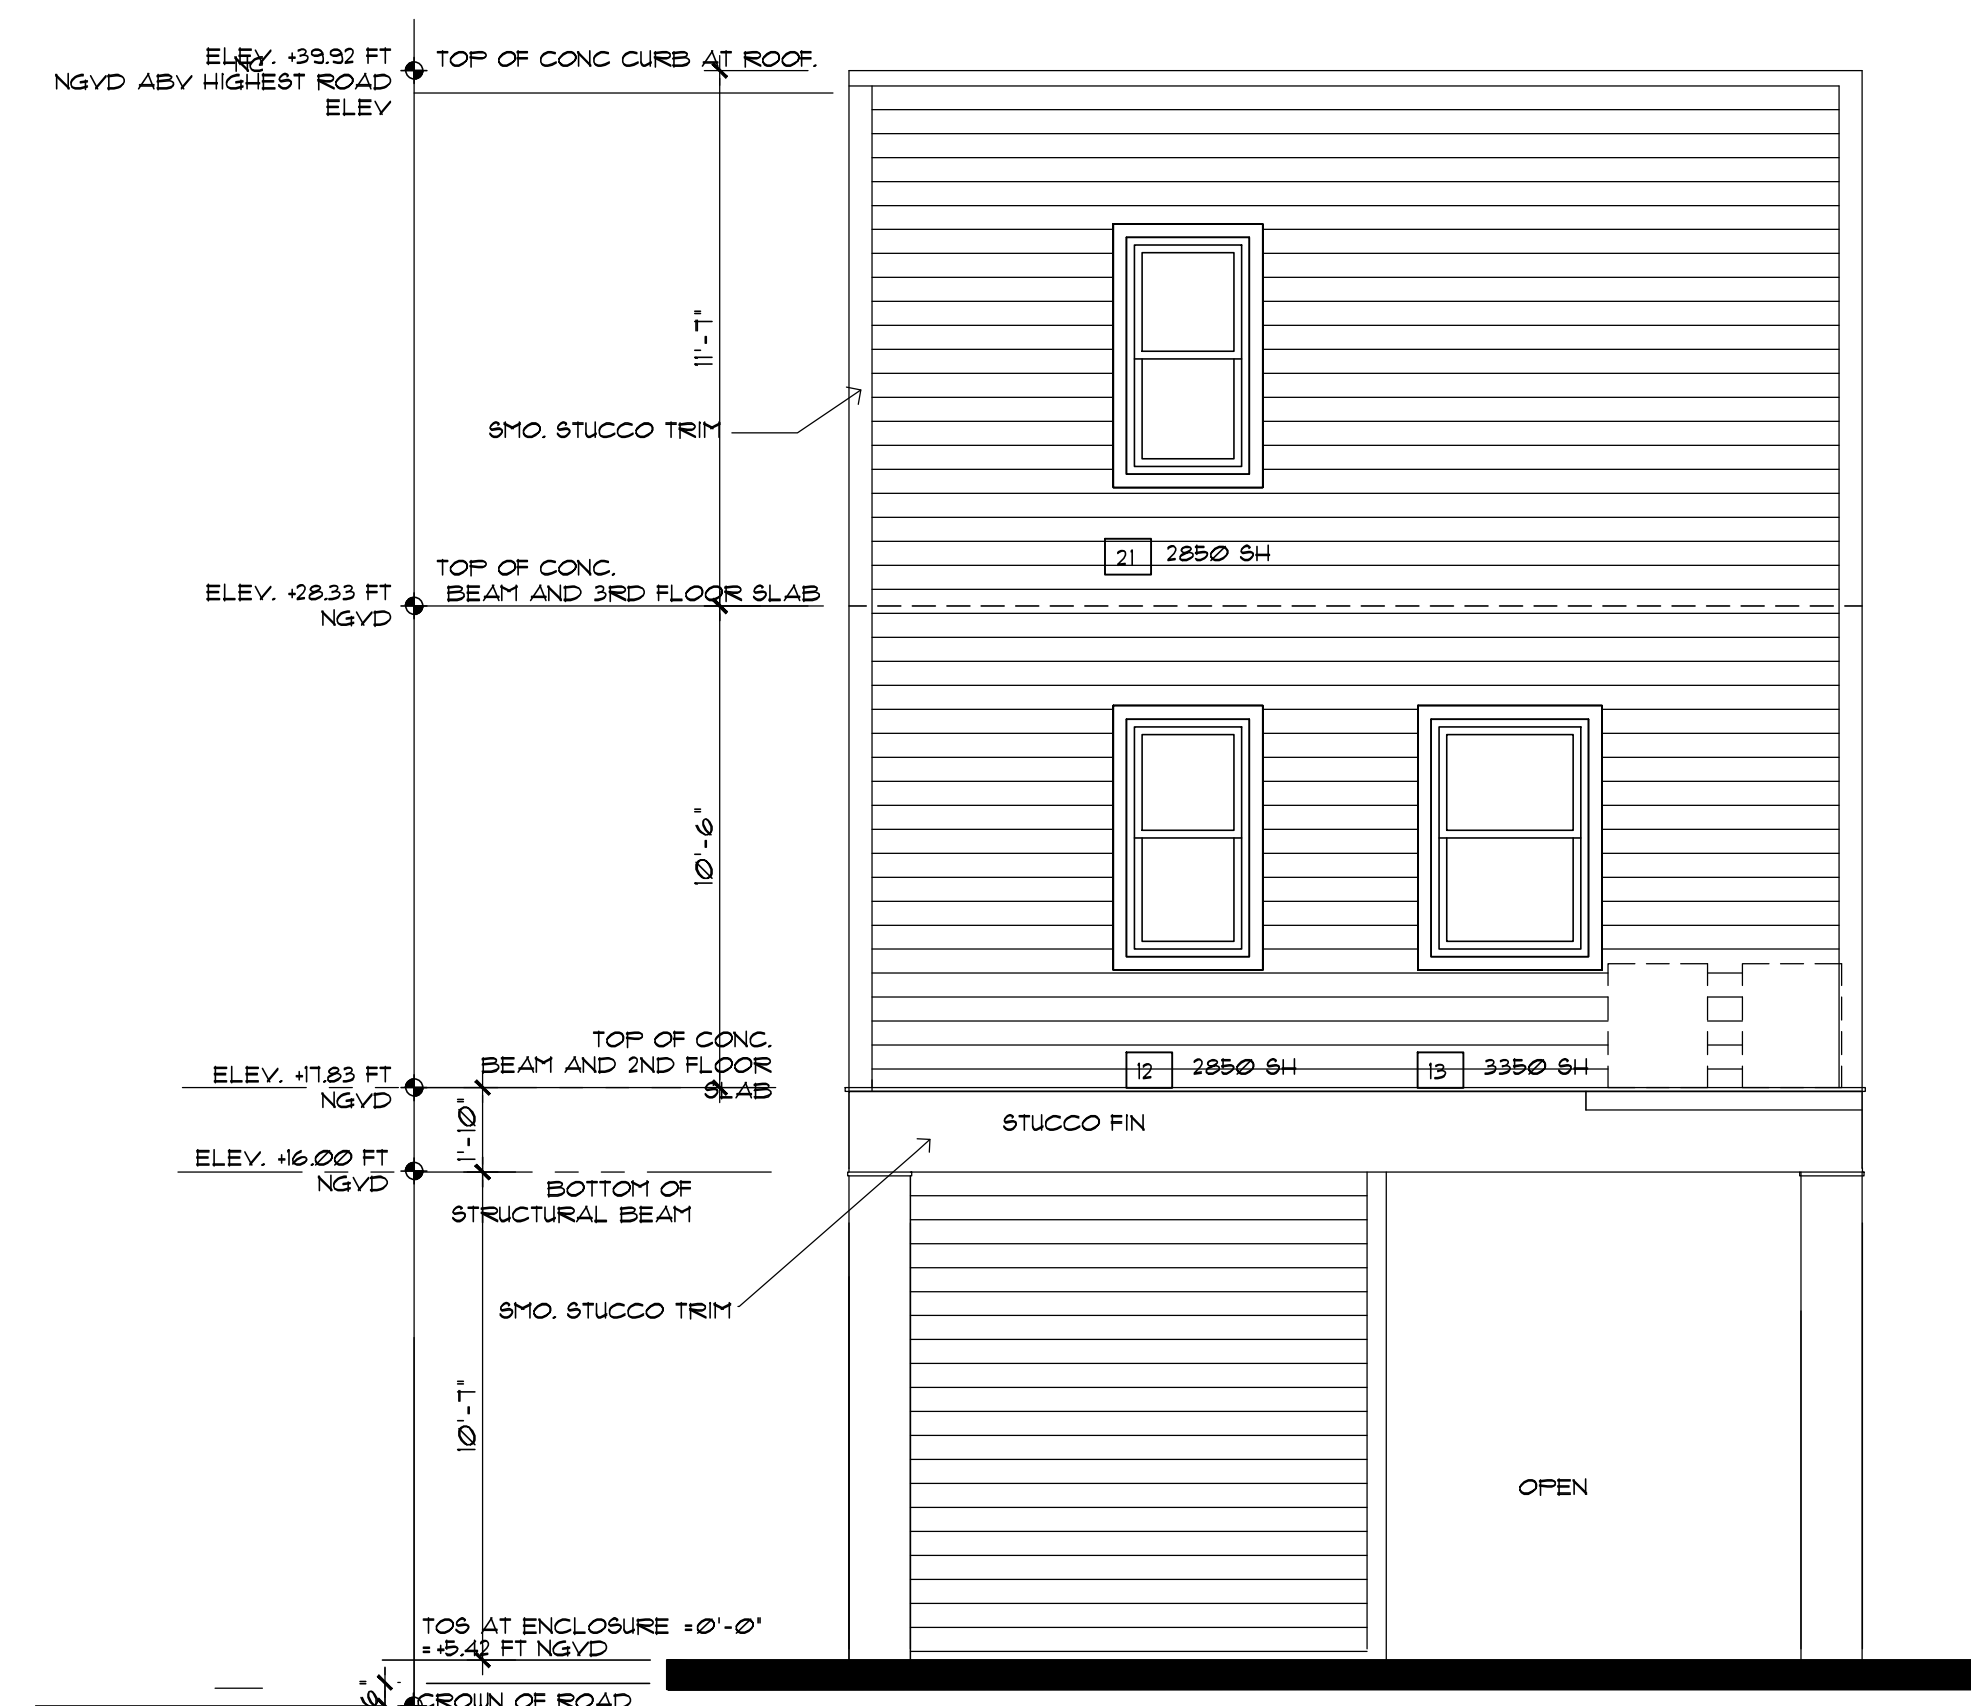 ELEV. +39.92 FT
NC
NGVD ABV HIGHEST ROAD
ELEV
TOP OF CONC CURB AT ROOF.
11'-7"
SMO. STUCCO TRIM
21 2850 SH
TOP OF CONC.
BEAM AND 3RD FLOOR SLAB
ELEV. +28.33 FT
NGVD
10'-6"
TOP OF CONC.
BEAM AND 2ND FLOOR
SLAB
ELEV. +17.83 FT
NGVD
12 2850 SH
13 3350 SH
1'-10"
STUCCO FIN
ELEV. +16.00 FT
NGVD
BOTTOM OF
STRUCTURAL BEAM
SMO. STUCCO TRIM
10'-7"
OPEN
TOS AT ENCLOSURE =0'-0"
= +5.42 FT NGVD
CROWN OF ROAD